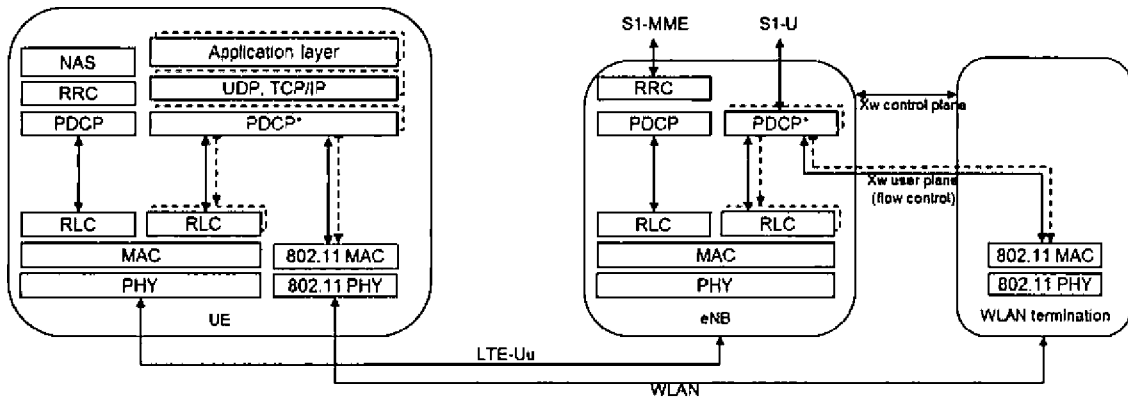 S1-MME
S1-U
Application layer
NAS
UDP, TCP/IP
RRC
PDCP
PDCP*
RLC
RLC
MAC
802.11 MAC
PHY
802.11 PHY
UE
RRC
PDCP
PDCP*
RLC
RLC
MAC
PHY
eNB
Xw control plane
Xw user plane
(flow control)
802.11 MAC
802.11 PHY
WLAN termination
LTE-Uu
WLAN